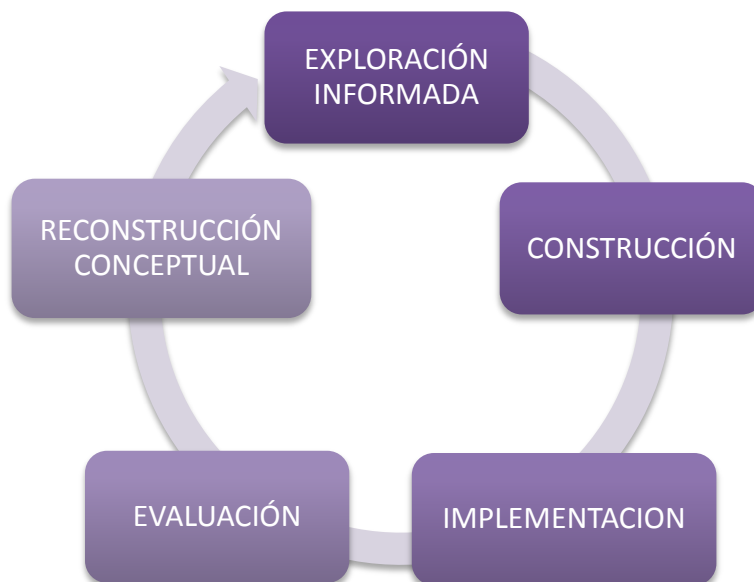 EXPLORACIÓN
INFORMADA
CONSTRUCCIÓN
IMPLEMENTACION
EVALUACIÓN
RECONSTRUCCIÓN
CONCEPTUAL